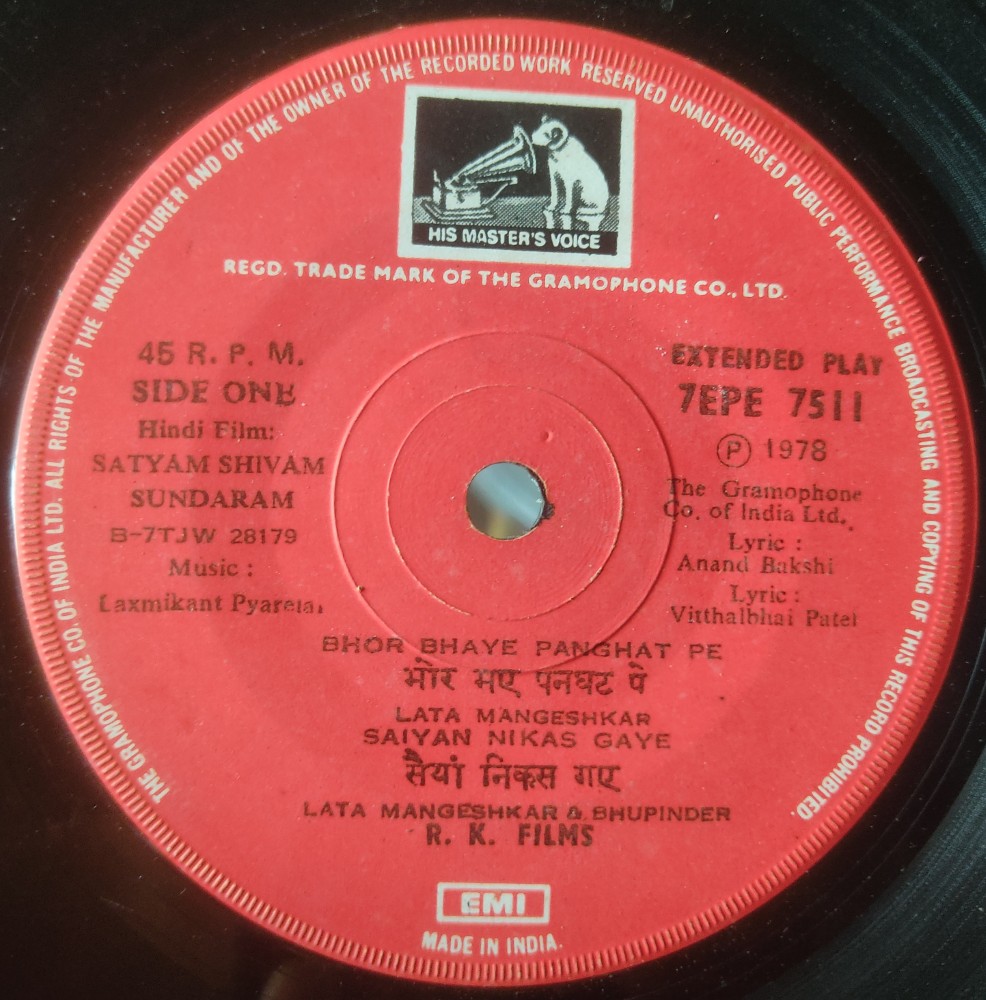 THE GRAMOPHONE CO. OF INDIA LTD. ALL RIGHTS OF THE MANUFACTURER AND OF THE OWNER OF THE RECORDED WORK RESERVED UNAUTHORISED PUBLIC PERFORMANCE BROADCASTING AND COPYING OF THIS RECORD PROHIBITED.
HIS MASTER'S VOICE
REGD. TRADE MARK OF THE GRAMOPHONE CO., LTD.
45 R. P. M.
SIDE ONE
Hindi Film:
SATYAM SHIVAM
SUNDARAM
B-7TJW 28179
Music :
Laxmikant Pyarelal
EXTENDED PLAY
7EPE 7511
Ⓟ 1978
The Gramophone
Co. of India Ltd.
Lyric :
Anand Bakshi
Lyric :
Vitthalbhai Patel
BHOR BHAYE PANGHAT PE
भोर भए पनघट पे
LATA MANGESHKAR
SAIYAN NIKAS GAYE
सैयां निकस गए
LATA MANGESHKAR & BHUPINDER
R. K. FILMS
EMI
MADE IN INDIA.